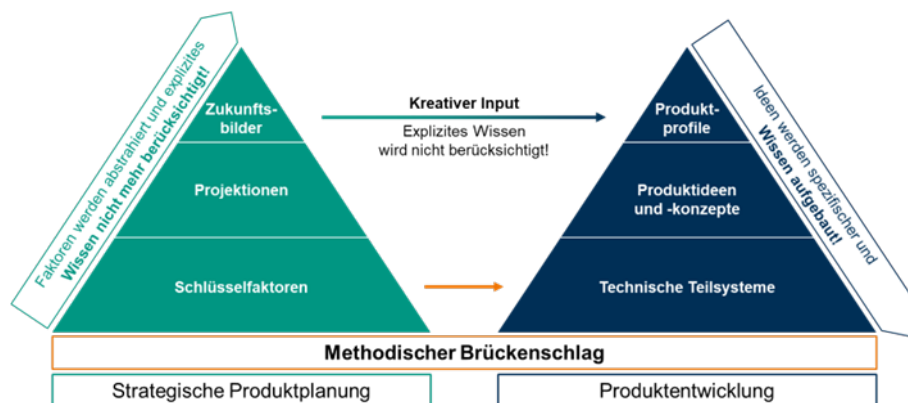 Faktoren werden abstrahiert und explizites
Wissen nicht mehr berücksichtigt!
Zukunfts-
bilder
Projektionen
Schlüsselfaktoren
Kreativer Input
Explizites Wissen
wird nicht berücksichtigt!
Produkt-
profile
Produktideen
und -konzepte
Technische Teilsysteme
Ideen werden spezifischer und
Wissen aufgebaut!
Methodischer Brückenschlag
Strategische Produktplanung
Produktentwicklung